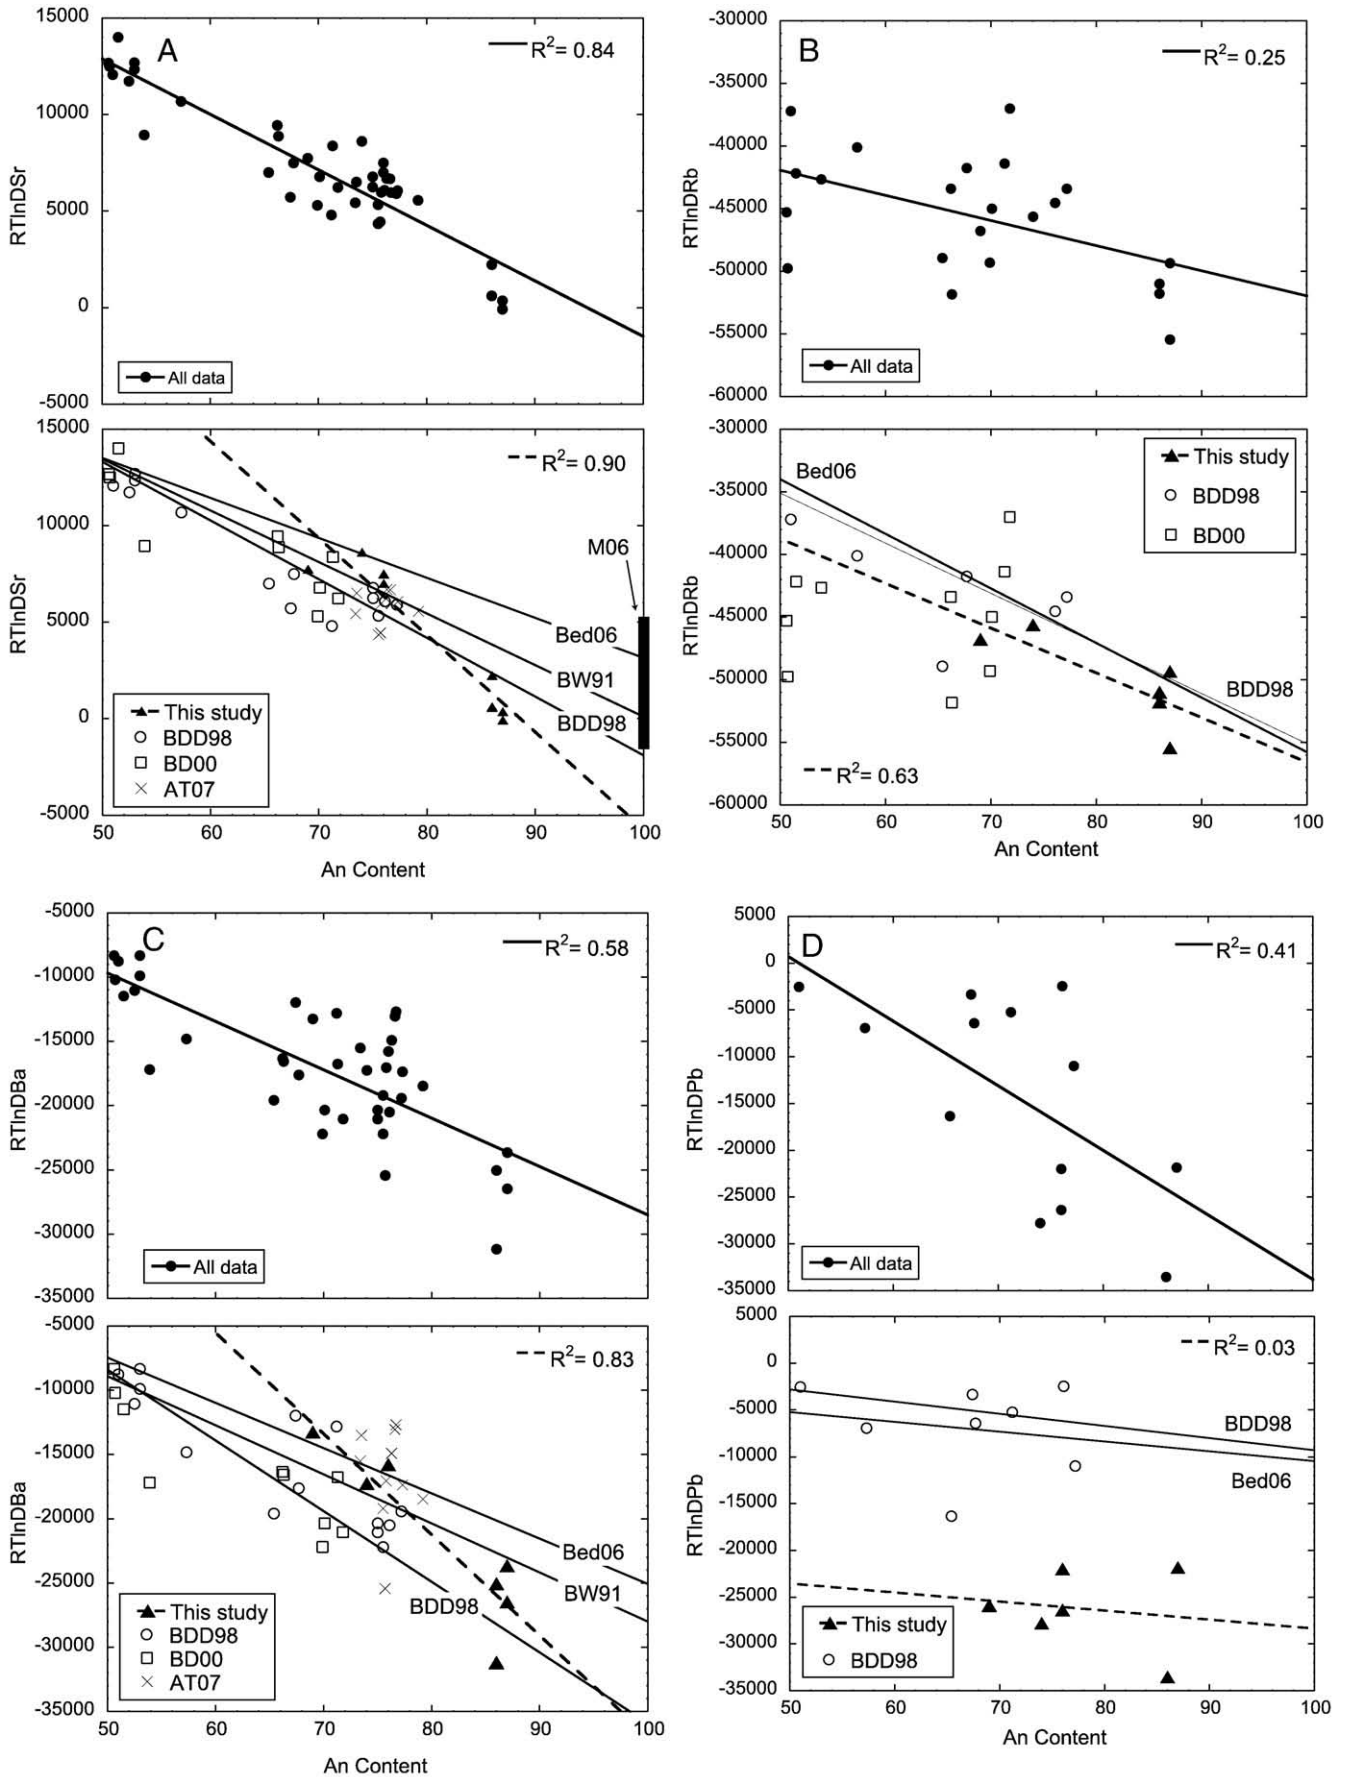 A
R²= 0.84
15000
10000
5000
0
-5000
RTlnDSr
All data
15000
10000
5000
0
-5000
RTlnDSr
R²= 0.90
M06
Bed06
BW91
BDD98
This study
BDD98
BD00
AT07
50 60 70 80 90 100
An Content
B
R²= 0.25
-30000
-35000
-40000
-45000
-50000
-55000
-60000
RTlnDRb
All data
-30000
-35000
-40000
-45000
-50000
-55000
-60000
RTlnDRb
Bed06
This study
BDD98
BD00
BDD98
R²= 0.63
50 60 70 80 90 100
An Content
C
R²= 0.58
-5000
-10000
-15000
-20000
-25000
-30000
-35000
RTlnDBa
All data
-5000
-10000
-15000
-20000
-25000
-30000
-35000
RTlnDBa
R²= 0.83
Bed06
BW91
BDD98
This study
BDD98
BD00
AT07
50 60 70 80 90 100
An Content
D
R²= 0.41
5000
0
-5000
-10000
-15000
-20000
-25000
-30000
-35000
RTlnDPb
All data
5000
0
-5000
-10000
-15000
-20000
-25000
-30000
-35000
RTlnDPb
R²= 0.03
BDD98
Bed06
This study
BDD98
50 60 70 80 90 100
An Content